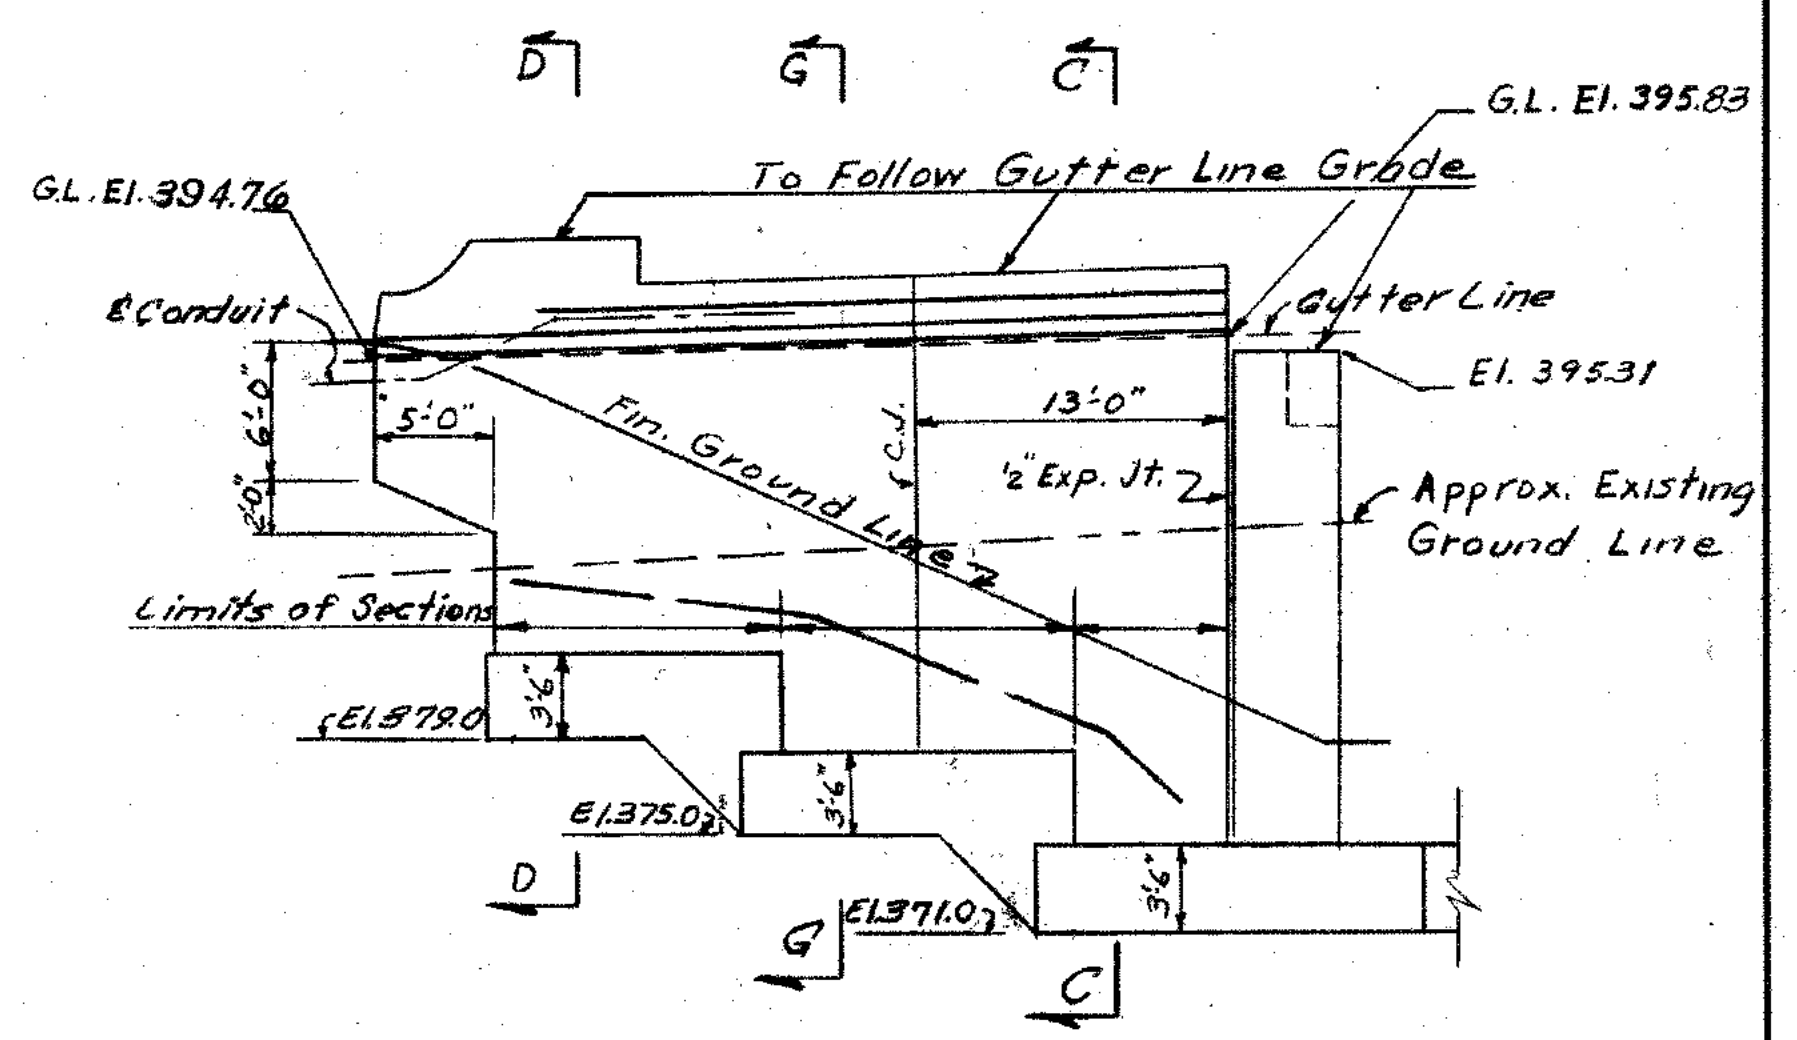 D G C
G.L. El. 395.83
To Follow Gutter Line Grade
G.L. El. 394.76
℄ Conduit
Gutter Line
El. 395.31
6'-0"
5'-0"
13'-0"
Fin. Ground Line
C.J.
½" Exp. Jt.
2'-0"
Approx. Existing
Ground Line
Limits of Sections
3'-6"
El. 379.0
El. 375.0
3'-6"
D
El. 371.0
3'-6"
G
C